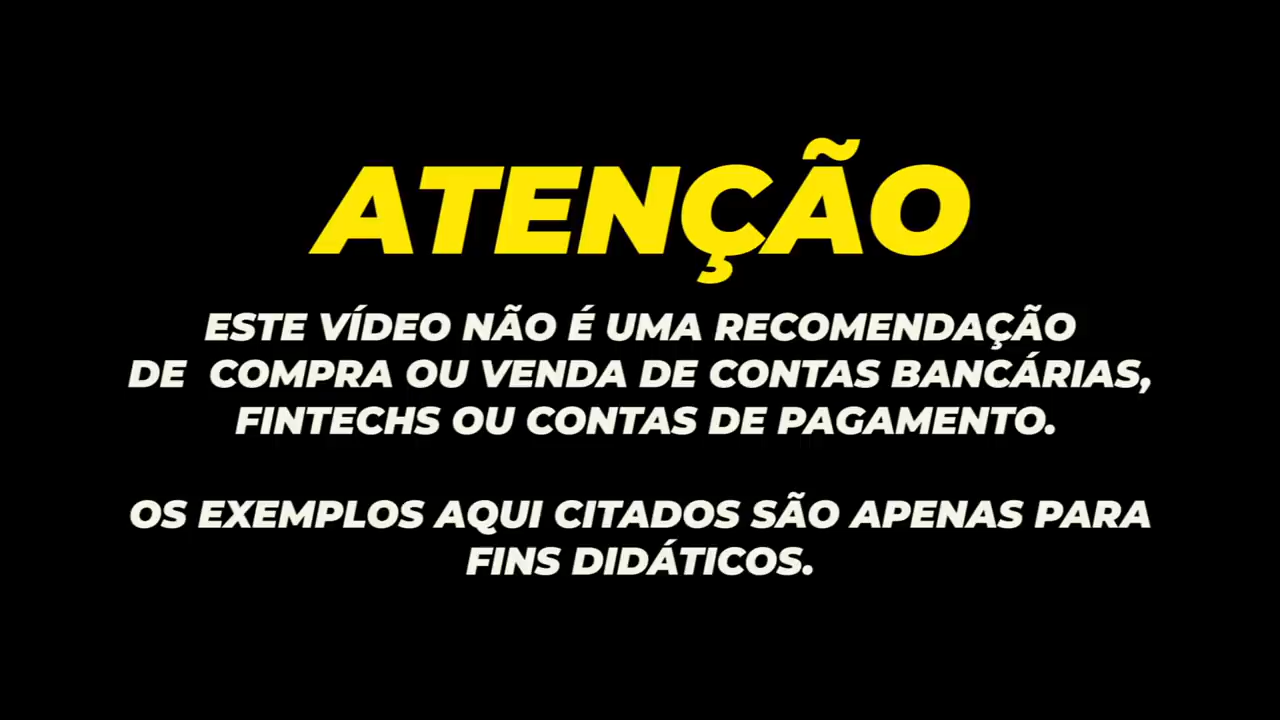 ATENÇÃO
ESTE VÍDEO NÃO É UMA RECOMENDAÇÃO
DE  COMPRA OU VENDA DE CONTAS BANCÁRIAS,
FINTECHS OU CONTAS DE PAGAMENTO.
OS EXEMPLOS AQUI CITADOS SÃO APENAS PARA
FINS DIDÁTICOS.